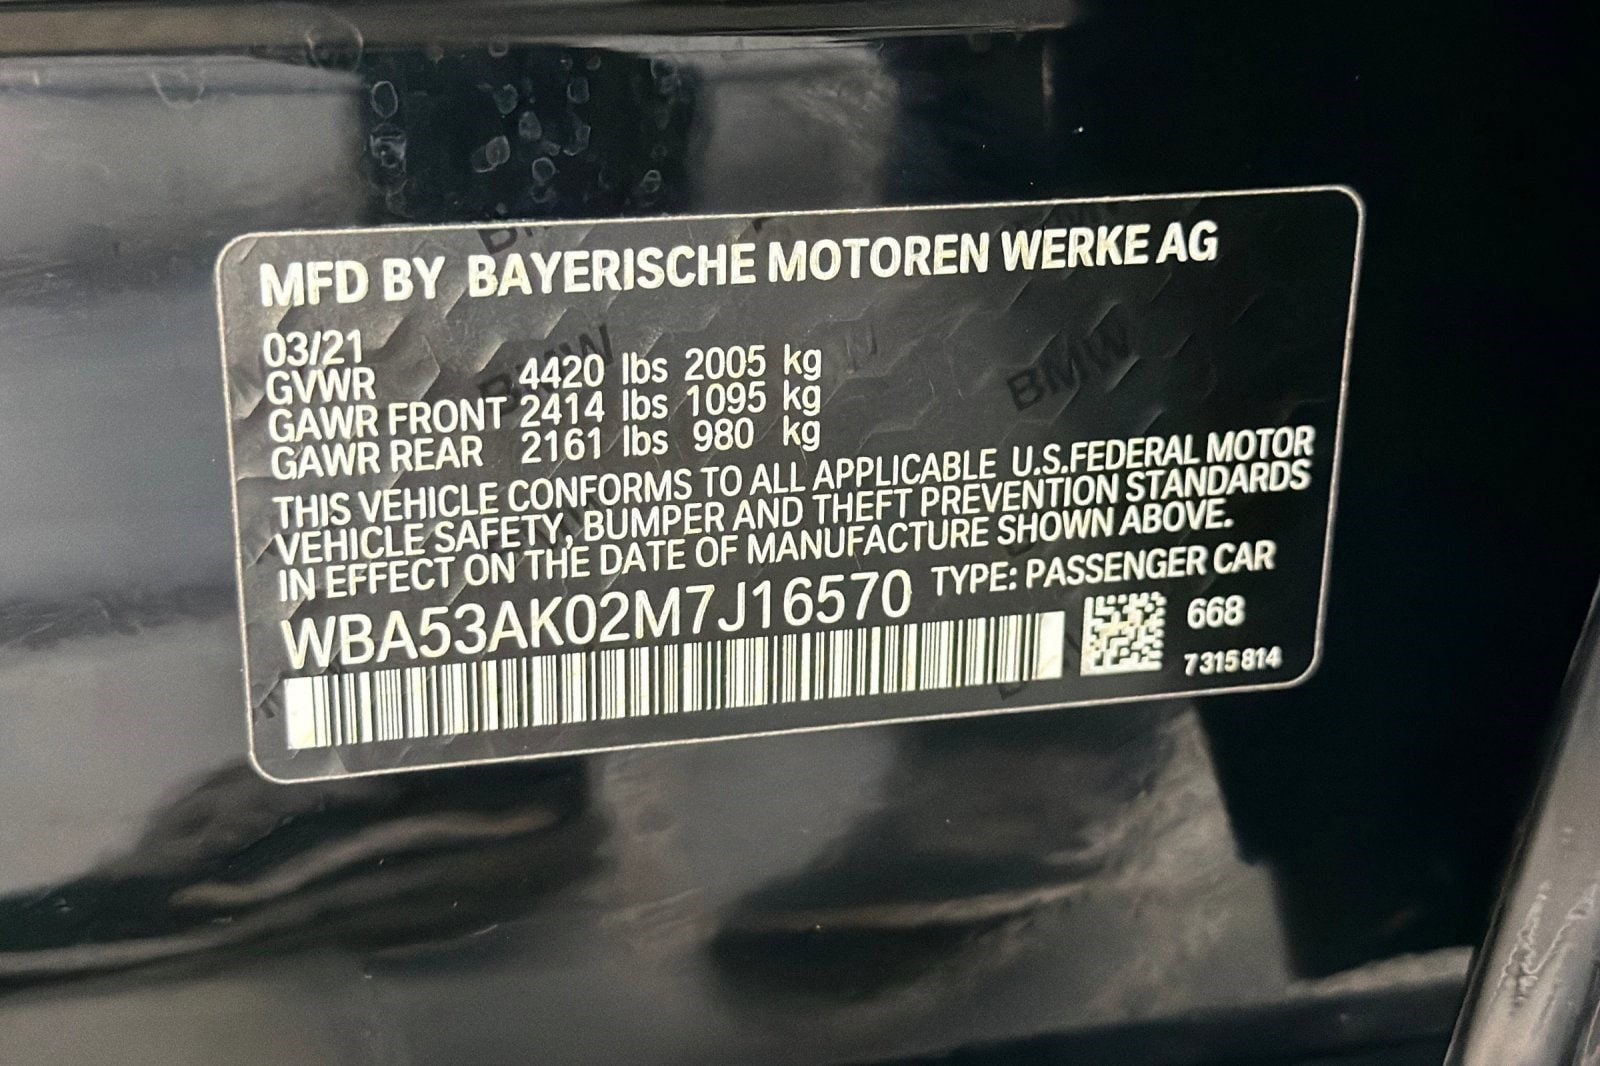 MFD BY BAYERISCHE MOTOREN WERKE AG
03/21
GVWR 4420 lbs 2005 kg
GAWR FRONT 2414 lbs 1095 kg
GAWR REAR 2161 lbs 980 kg
THIS VEHICLE CONFORMS TO ALL APPLICABLE U.S.FEDERAL MOTOR
VEHICLE SAFETY, BUMPER AND THEFT PREVENTION STANDARDS
IN EFFECT ON THE DATE OF MANUFACTURE SHOWN ABOVE.
WBA53AK02M7J16570 TYPE: PASSENGER CAR
668
7315814
BMW
BMW